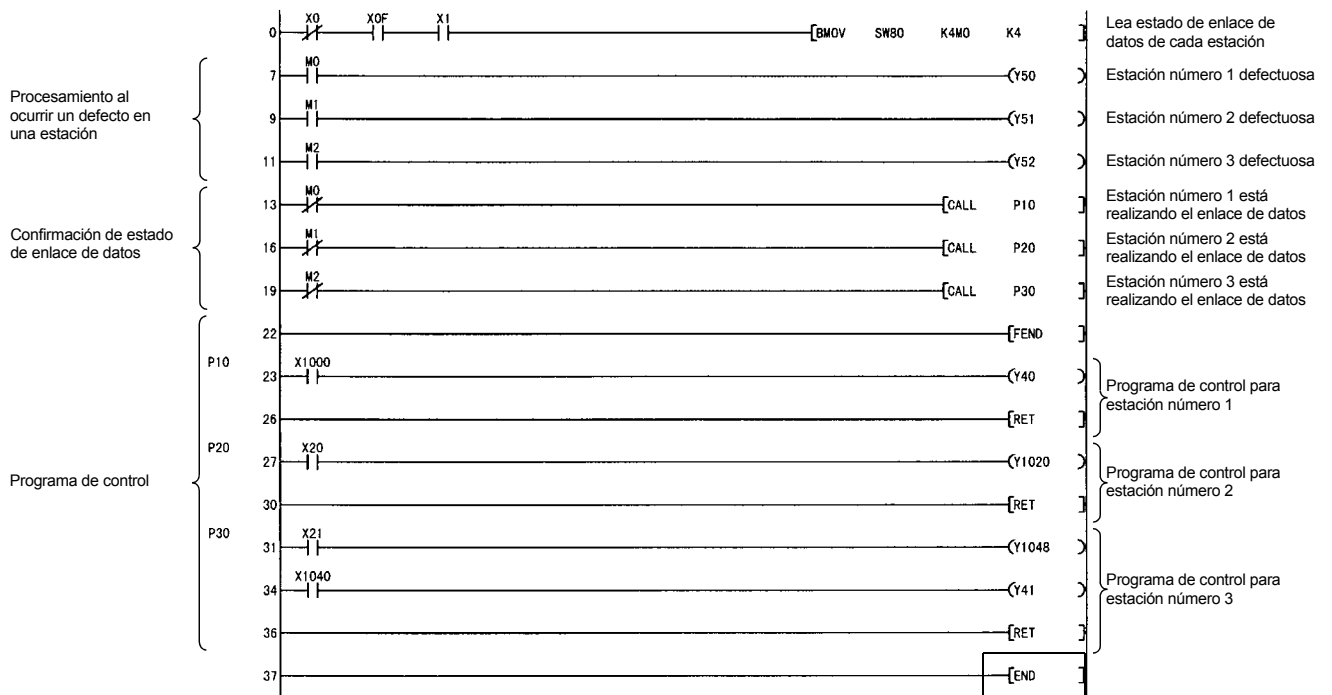 X0 X0F X1
0 BMOV SW80 K4M0 K4
Lea estado de enlace de
datos de cada estación
Procesamiento al
ocurrir un defecto en
una estación
M0
7 Y50
Estación número 1 defectuosa
M1
9 Y51
Estación número 2 defectuosa
M2
11 Y52
Estación número 3 defectuosa
Confirmación de estado
de enlace de datos
M0
13 CALL P10
Estación número 1 está
realizando el enlace de datos
M1
16 CALL P20
Estación número 2 está
realizando el enlace de datos
M2
19 CALL P30
Estación número 3 está
realizando el enlace de datos
Programa de control
22 FEND
P10 X1000
23 Y40
26 RET
Programa de control para
estación número 1
P20 X20
27 Y1020
30 RET
Programa de control para
estación número 2
P30 X21
31 Y1048
X1040
34 Y41
36 RET
Programa de control para
estación número 3
37 END